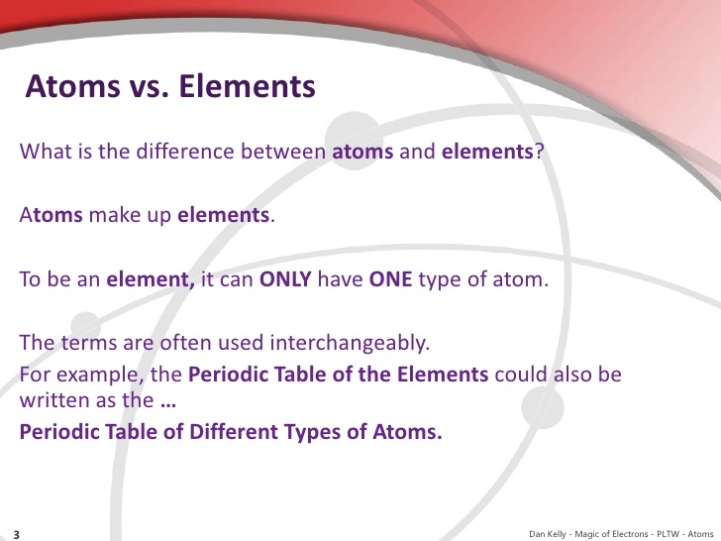 Atoms vs. Elements
What is the difference between atoms and elements?
Atoms make up elements.
To be an element, it can ONLY have ONE type of atom.
The terms are often used interchangeably.
For example, the Periodic Table of the Elements could also be
written as the ...
Periodic Table of Different Types of Atoms.
3
Dan Kelly - Magic of Electrons - PLTW - Atoms